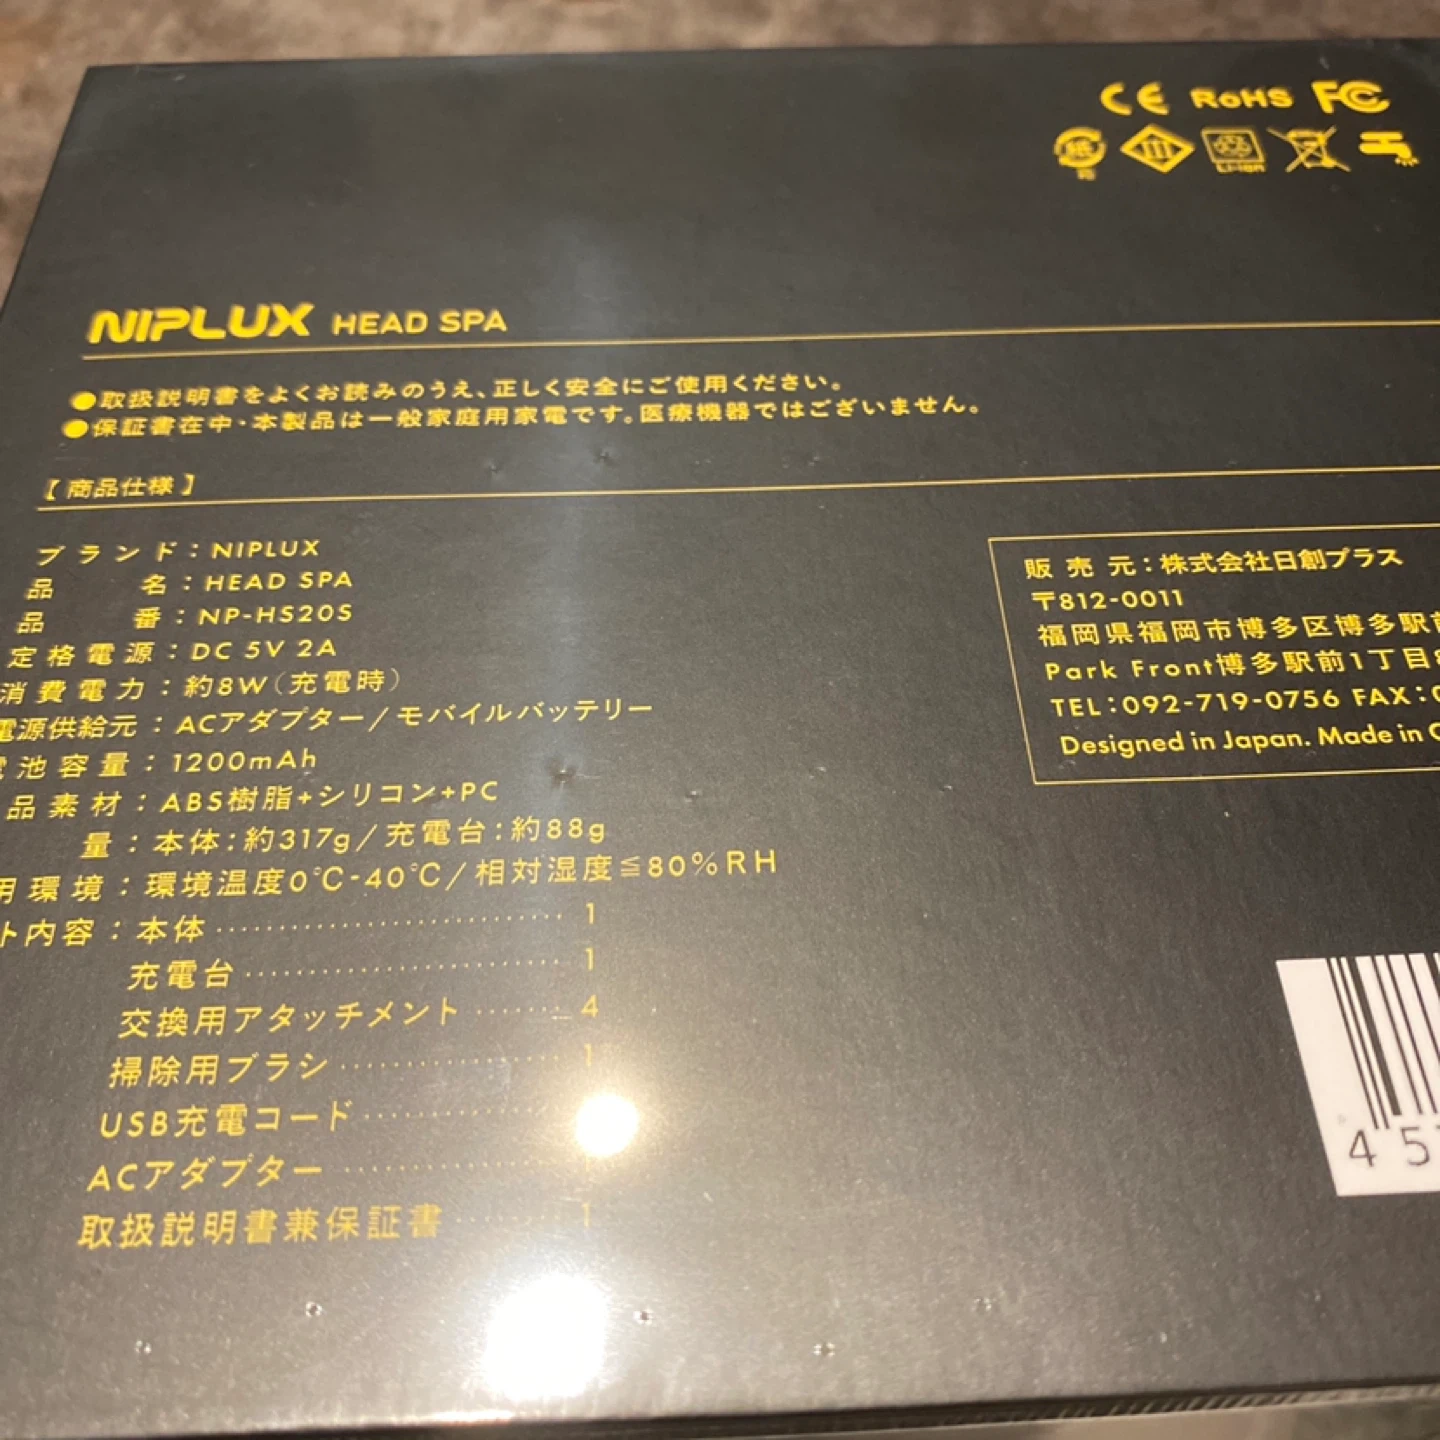 CE RoHS FC
Li-ion
NIPLUX HEAD SPA
●取扱説明書をよくお読みのうえ、正しく安全にご使用ください。
●保証書在中・本製品は一般家庭用家電です。医療機器ではございません。
【商品仕様】
ブランド：NIPLUX
品名：HEAD SPA
品番：NP-HS20S
定格電源：DC 5V 2A
消費電力：約8W（充電時）
電源供給元：ACアダプター/モバイルバッテリー
池容量：1200mAh
品素材：ABS樹脂+シリコン+PC
量：本体：約317g/充電台：約88g
用環境：環境温度0℃-40℃/相対湿度≦80%RH
ト内容：本体 ………… 1
充電台 ………… 1
交換用アタッチメント …… 4
掃除用ブラシ ………… 1
USB充電コード …………
ACアダプター …………
取扱説明書兼保証書 …… 1
販売元：株式会社日創プラス
〒812-0011
福岡県福岡市博多区博多駅前
Park Front博多駅前1丁目
TEL：092-719-0756 FAX：
Designed in Japan. Made in
4 5